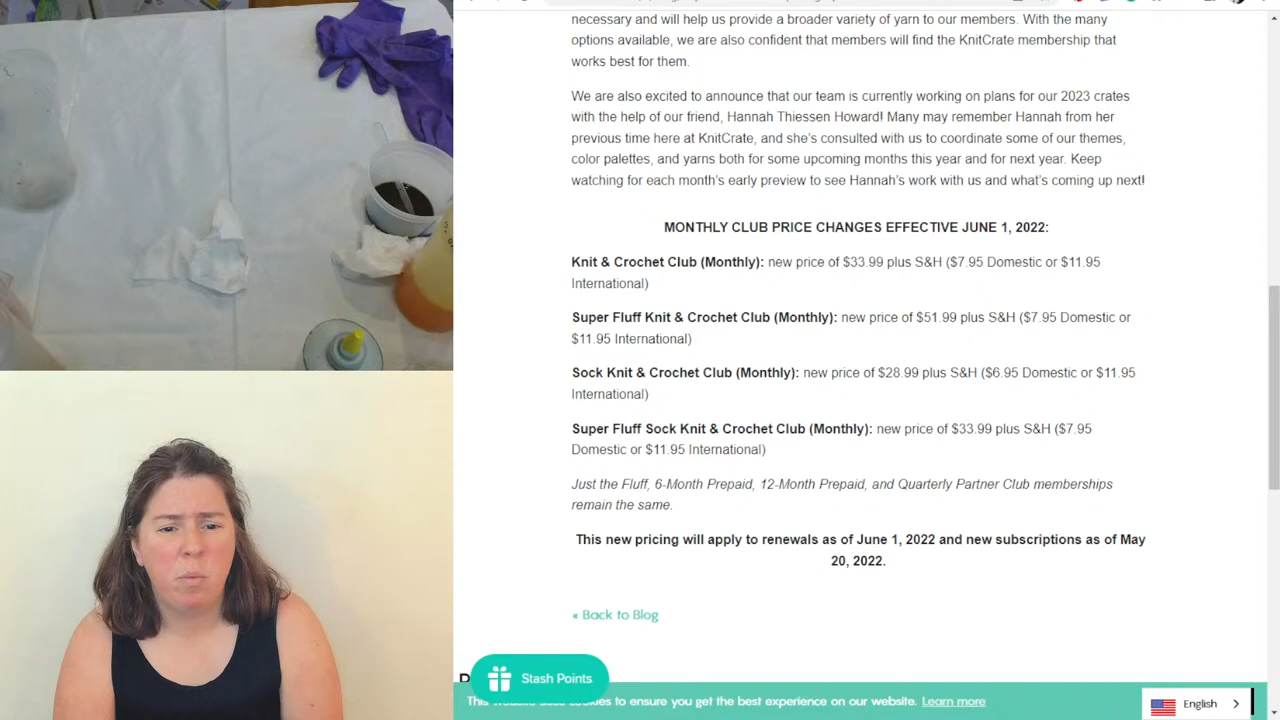 necessary and will help us provide a broader variety of yarn to our members. With the many
options available, we are also confident that members will find the KnitCrate membership that
works best for them.
We are also excited to announce that our team is currently working on plans for our 2023 crates
with the help of our friend, Hannah Thiessen Howard! Many may remember Hannah from her
previous time here at KnitCrate, and she's consulted with us to coordinate some of our themes,
color palettes, and yarns both for some upcoming months this year and for next year. Keep
watching for each month's early preview to see Hannah's work with us and what's coming up next!
MONTHLY CLUB PRICE CHANGES EFFECTIVE JUNE 1, 2022:
Knit & Crochet Club (Monthly): new price of $33.99 plus S&H ($7.95 Domestic or $11.95
International)
Super Fluff Knit & Crochet Club (Monthly): new price of $51.99 plus S&H ($7.95 Domestic or
$11.95 International)
Sock Knit & Crochet Club (Monthly): new price of $28.99 plus S&H ($6.95 Domestic or $11.95
International)
Super Fluff Sock Knit & Crochet Club (Monthly): new price of $33.99 plus S&H ($7.95
Domestic or $11.95 International)
Just the Fluff, 6-Month Prepaid, 12-Month Prepaid, and Quarterly Partner Club memberships
remain the same.
This new pricing will apply to renewals as of June 1, 2022 and new subscriptions as of May
20, 2022.
« Back to Blog
Stash Points
This website uses cookies to ensure you get the best experience on our website. Learn more
English